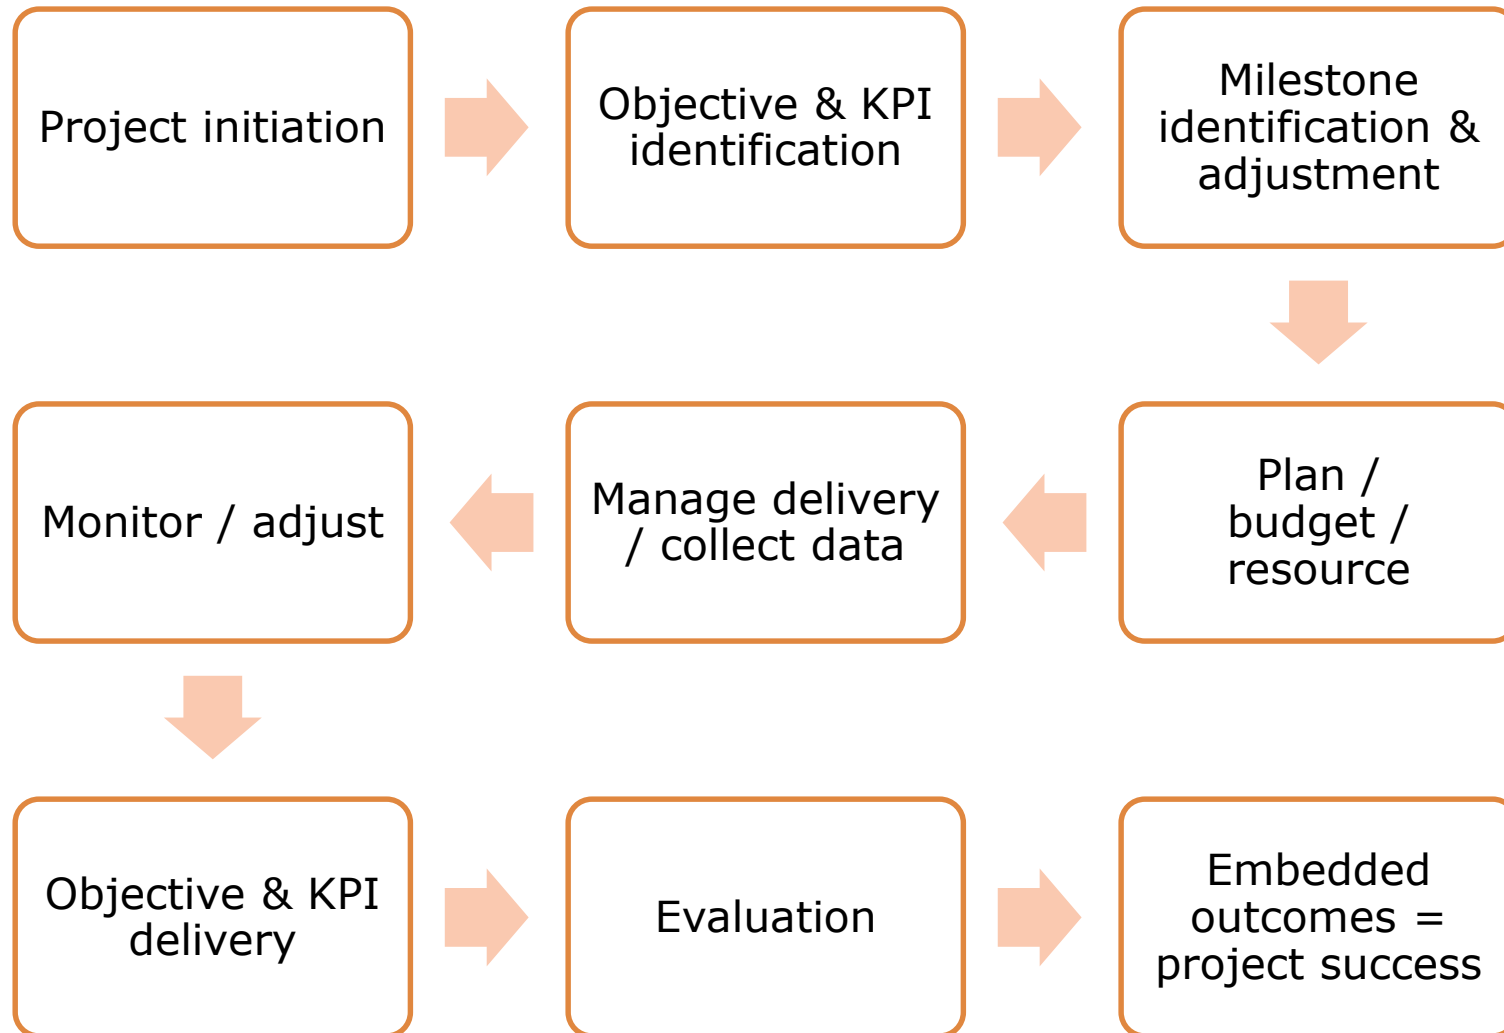 Project initiation
Objective & KPI
identification
Milestone
identification &
adjustment
Plan /
budget /
resource
Manage delivery
/ collect data
Monitor / adjust
Objective & KPI
delivery
Evaluation
Embedded
outcomes =
project success